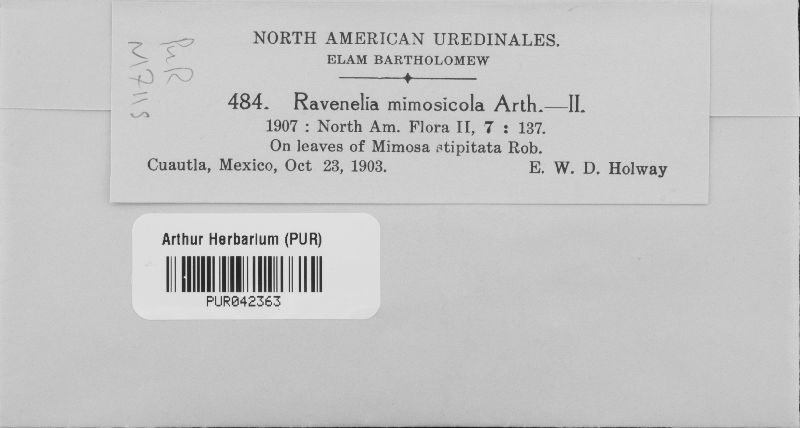 NORTH AMERICAN UREDINALES.
ELAM BARTHOLOMEW
484. Ravenelia mimosicola Arth.—II.
1907 : North Am. Flora II, 7 : 137.
On leaves of Mimosa stipitata Rob.
Cuautla, Mexico, Oct 23, 1903. E. W. D. Holway
PUR
M7115
Arthur Herbarium (PUR)
PUR042363